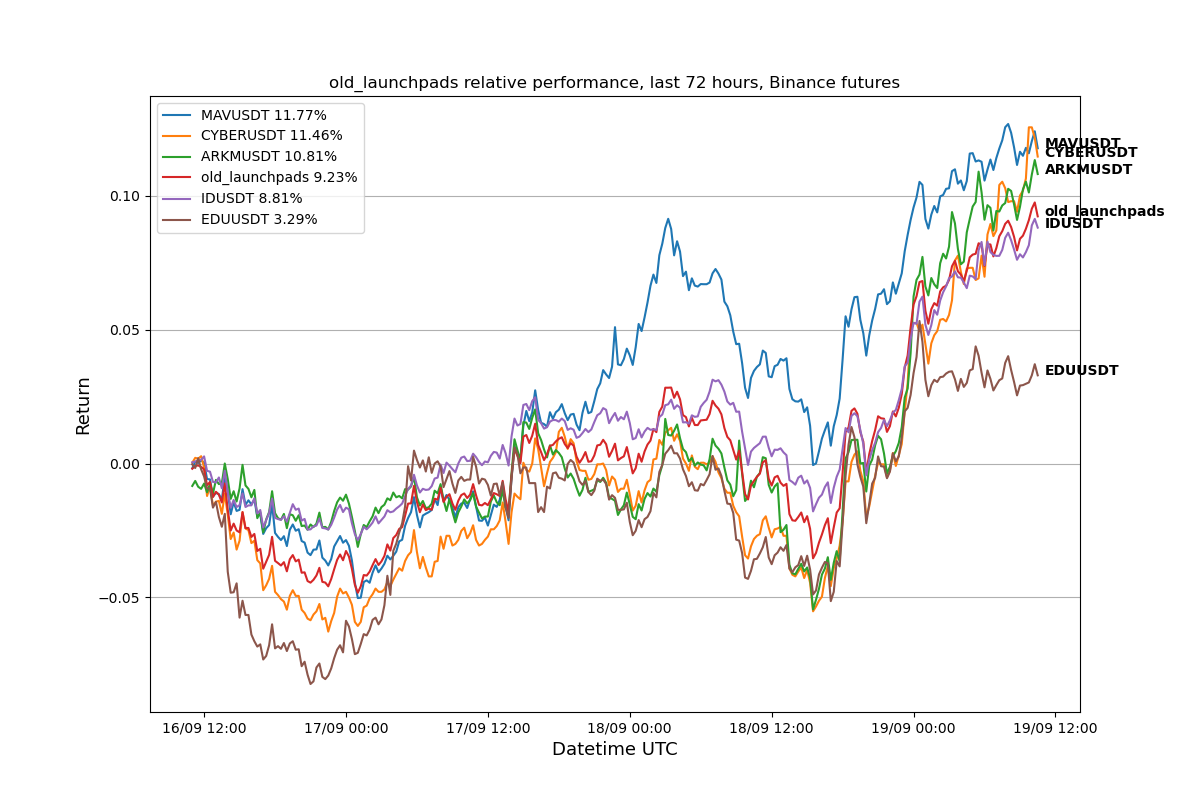 old_launchpads relative performance, last 72 hours, Binance futures
MAVUSDT 11.77%
CYBERUSDT 11.46%
ARKMUSDT 10.81%
old_launchpads 9.23%
IDUSDT 8.81%
EDUUSDT 3.29%
MAVUSDT
CYBERUSDT
ARKMUSDT
old_launchpads
IDUSDT
EDUUSDT
Return
0.10
0.05
0.00
−0.05
16/09 12:00
17/09 00:00
17/09 12:00
18/09 00:00
18/09 12:00
19/09 00:00
19/09 12:00
Datetime UTC